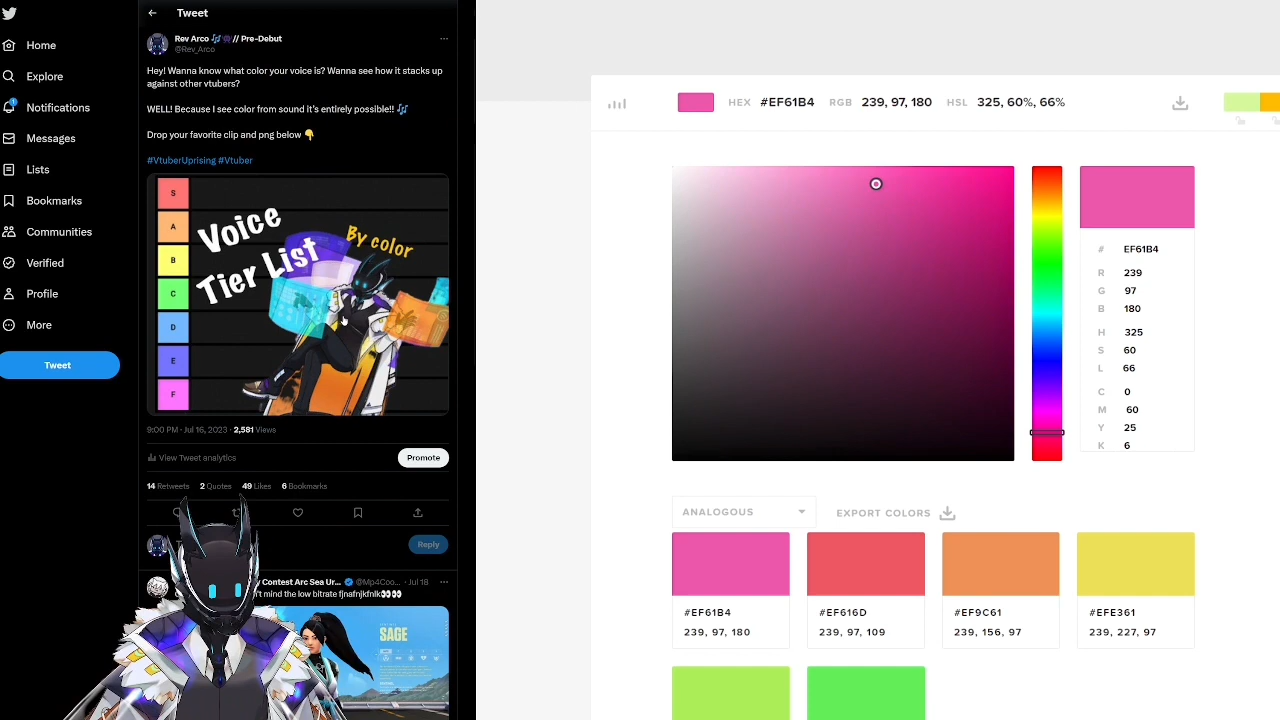 Tweet
Home
Explore
Notifications
Messages
Lists
Bookmarks
Communities
Verified
Profile
More
Tweet
Rev Arco 🎶👾// Pre-Debut
@Rev_Arco
Hey! Wanna know what color your voice is? Wanna see how it stacks up
against other vtubers?
WELL! Because I see color from sound it's entirely possible!! 🎶
Drop your favorite clip and png below 👇
#VtuberUprising #Vtuber
S
A
B
C
D
E
F
Voice
Tier List
By color
9:00 PM · Jul 16, 2023 · 2,581 Views
View Tweet analytics
Promote
14 Retweets 2 Quotes 49 Likes 6 Bookmarks
Reply
Contest Arc Sea Ur... @Mp4Coo... · Jul 18
't mind the low bitrate fjnafnjkfnlk👀👀
SAGE
HEX #EF61B4 RGB 239, 97, 180 HSL 325, 60%, 66%
# EF61B4
R 239
G 97
B 180
H 325
S 60
L 66
C 0
M 60
Y 25
K 6
ANALOGOUS
EXPORT COLORS
#EF61B4
239, 97, 180
#EF616D
239, 97, 109
#EF9C61
239, 156, 97
#EFE361
239, 227, 97